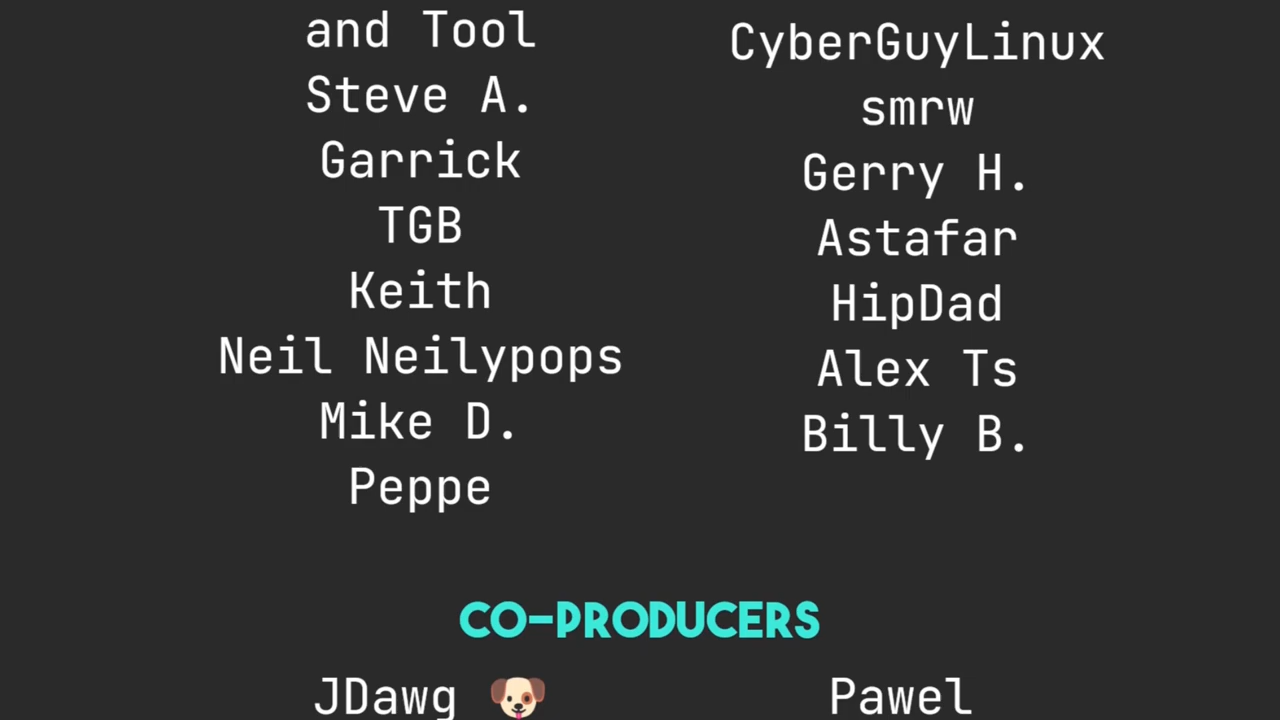 and Tool
Steve A.
Garrick
TGB
Keith
Neil Neilypops
Mike D.
Peppe
CyberGuyLinux
smrw
Gerry H.
Astafar
HipDad
Alex Ts
Billy B.
CO-PRODUCERS
JDawg 🐶
Pawel